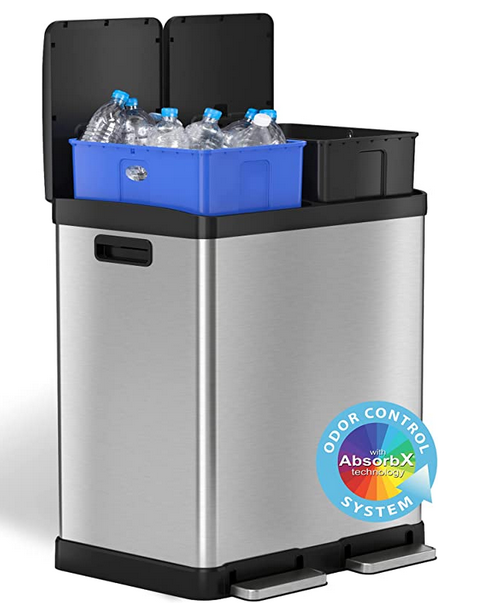 ODOR CONTROL
with
AbsorbX
technology
SYSTEM